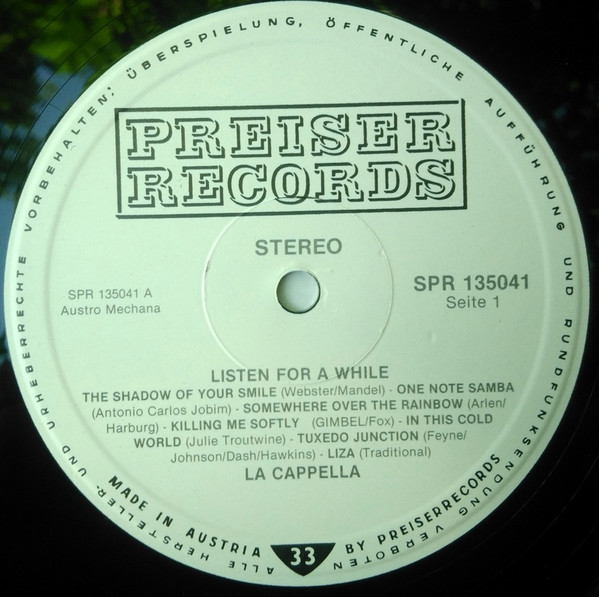 ALLE HERSTELLER- UND URHEBERRECHTE VORBEHALTEN; ÜBERSPIELUNG, ÖFFENTLICHE AUFFÜHRUNG UND RUNDFUNKSENDUNG VERBOTEN
PREISER
RECORDS
STEREO
SPR 135041 A
Austro Mechana
SPR 135041
Seite 1
LISTEN FOR A WHILE
THE SHADOW OF YOUR SMILE (Webster/Mandel) - ONE NOTE SAMBA
(Antonio Carlos Jobim) - SOMEWHERE OVER THE RAINBOW (Arlen/
Harburg) - KILLING ME SOFTLY (GIMBEL/Fox) - IN THIS COLD
WORLD (Julie Troutwine) - TUXEDO JUNCTION (Feyne/
Johnson/Dash/Hawkins) - LIZA (Traditional)
LA CAPPELLA
MADE IN AUSTRIA
33
BY PREISERRECORDS